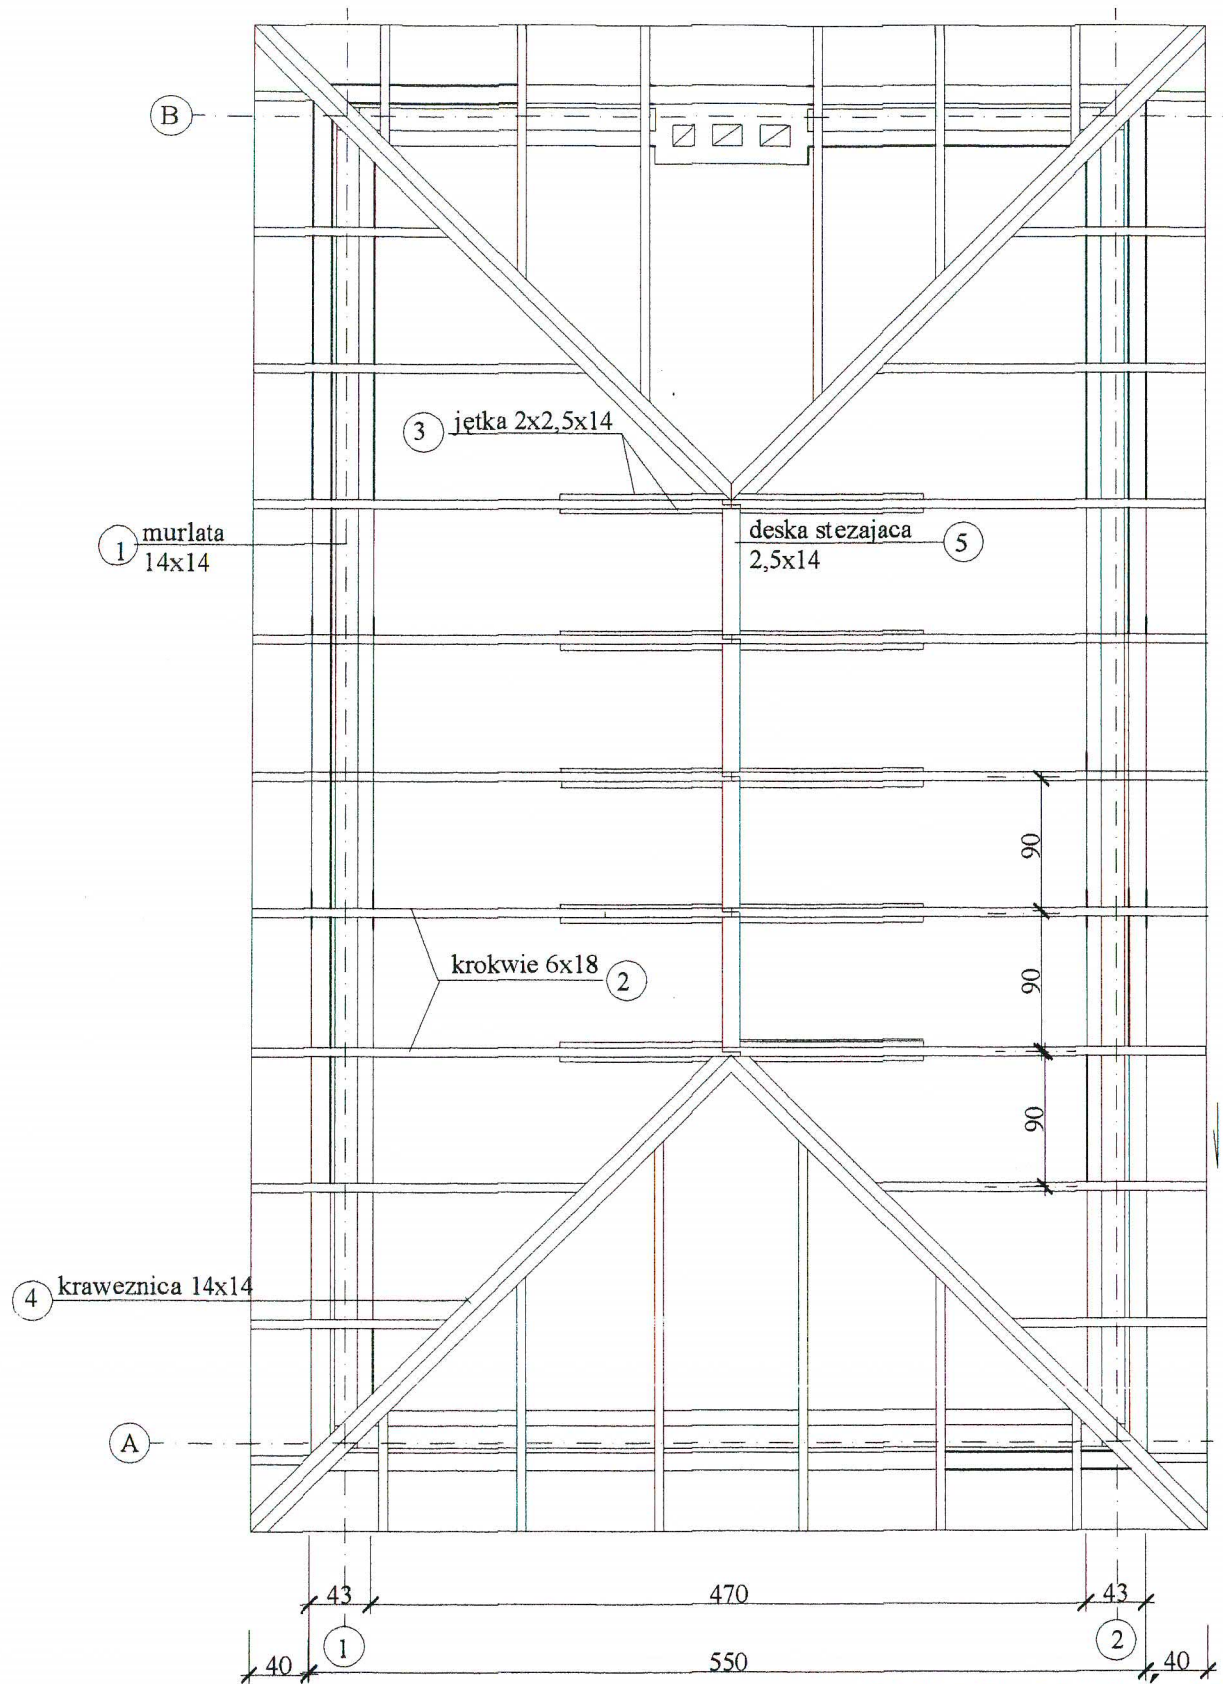 B
3 jętka 2x2,5x14
1 murlata
14x14
deska stezajaca 5
2,5x14
90
90
krokwie 6x18 2
90
4 kraweznica 14x14
A
43 470 43
1 2
40 550 40